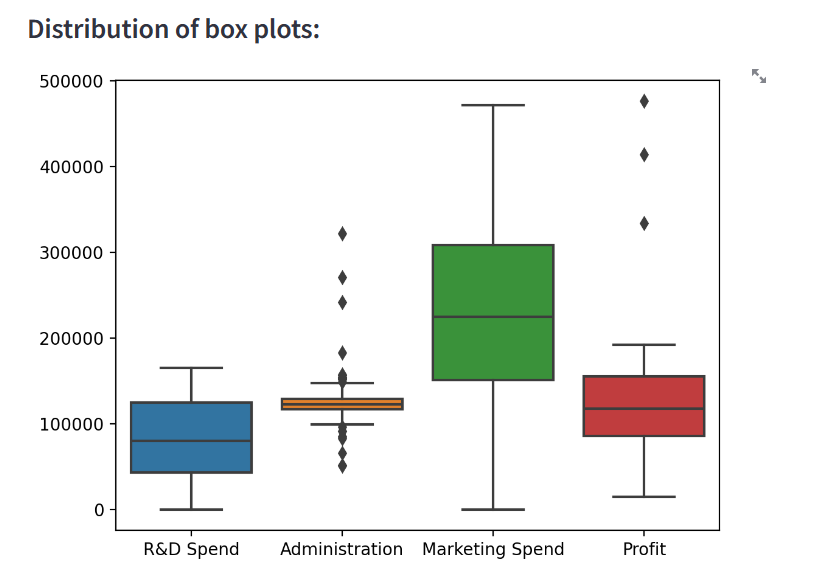 Distribution of box plots:
500000
400000
300000
200000
100000
0
R&D Spend
Administration
Marketing Spend
Profit